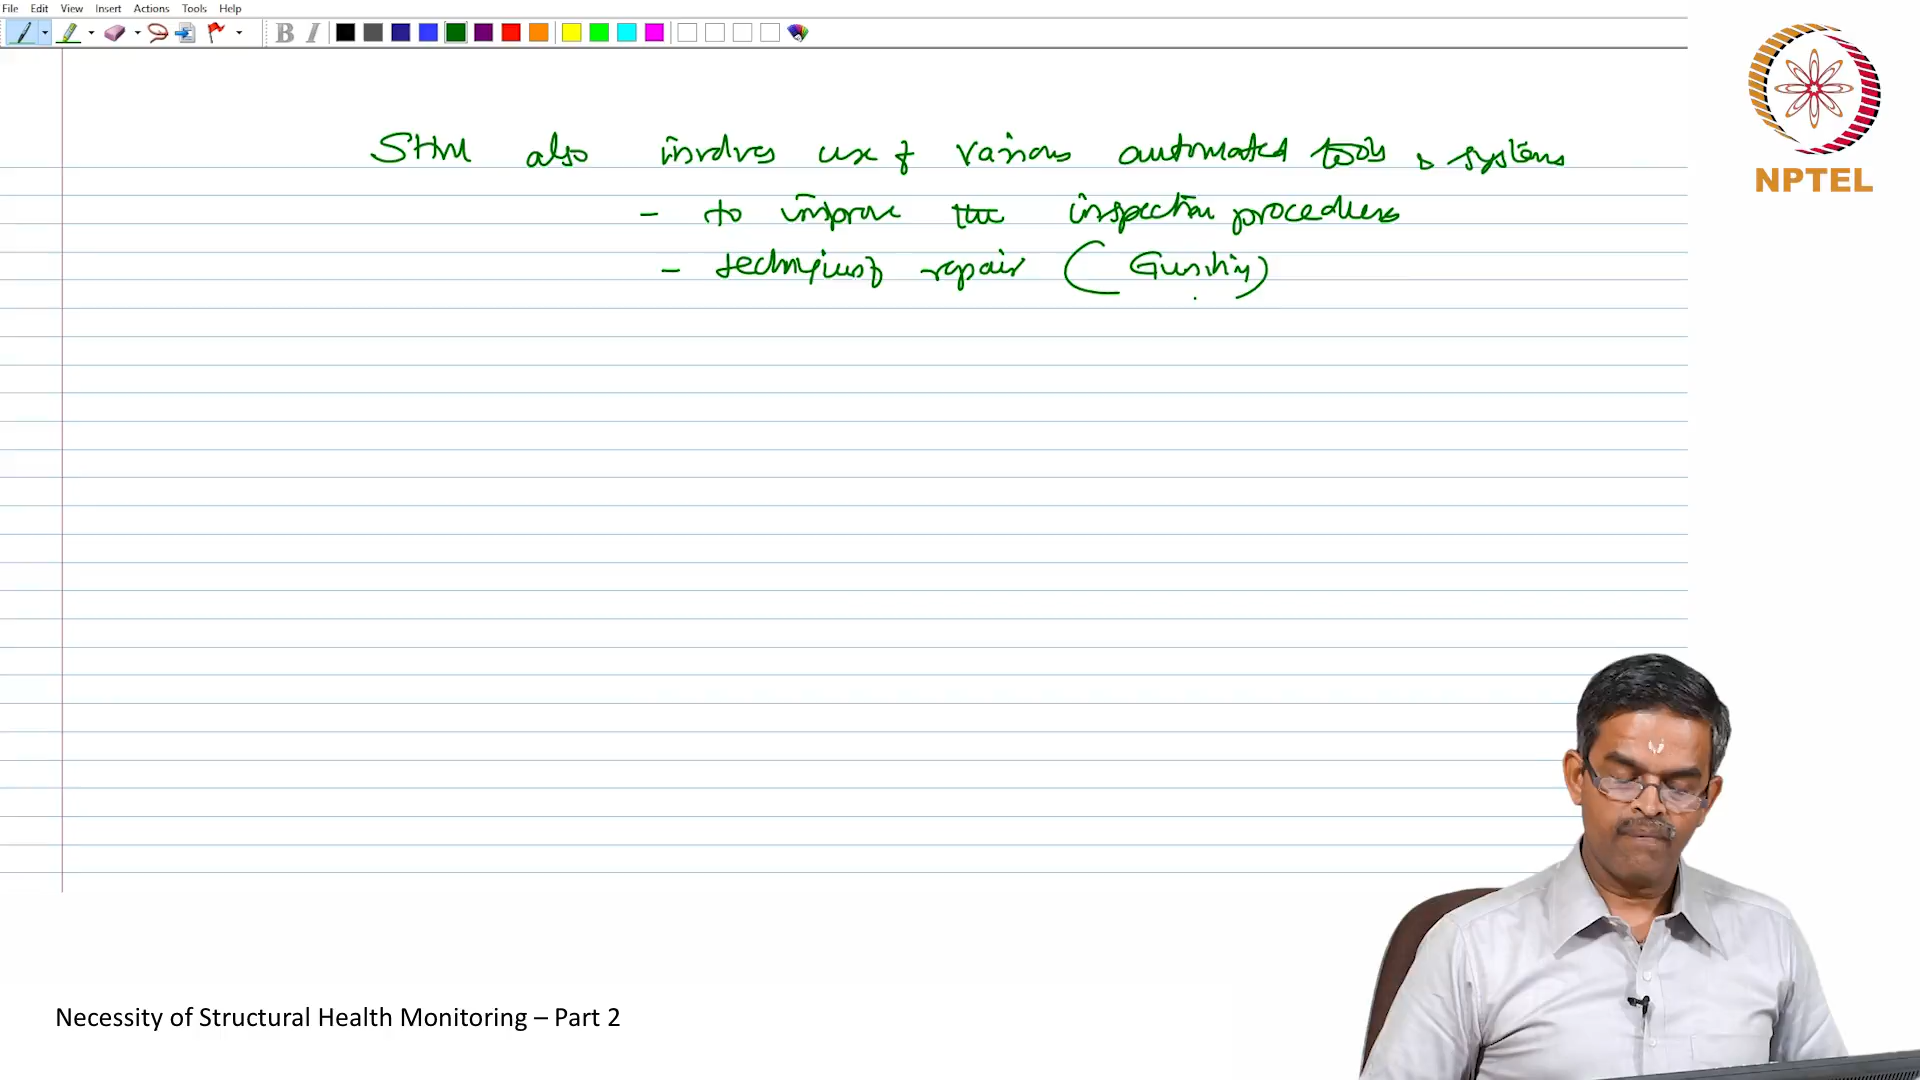 File Edit View Insert Actions Tools Help
B I
SHM also involves use of various automated tools & systems
- to improve the inspection procedures
- techniques of repair (Guniting)
NPTEL
Necessity of Structural Health Monitoring – Part 2